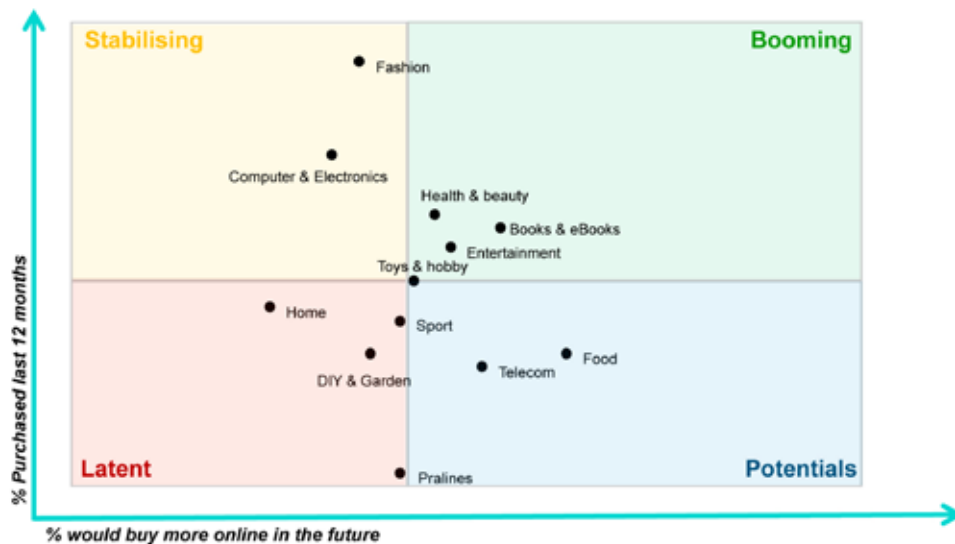 Stabilising
Booming
Fashion
Computer & Electronics
Health & beauty
Books & eBooks
Entertainment
Toys & hobby
Home
Sport
Food
Telecom
DIY & Garden
Latent
Potentials
Pralines
% Purchased last 12 months
% would buy more online in the future